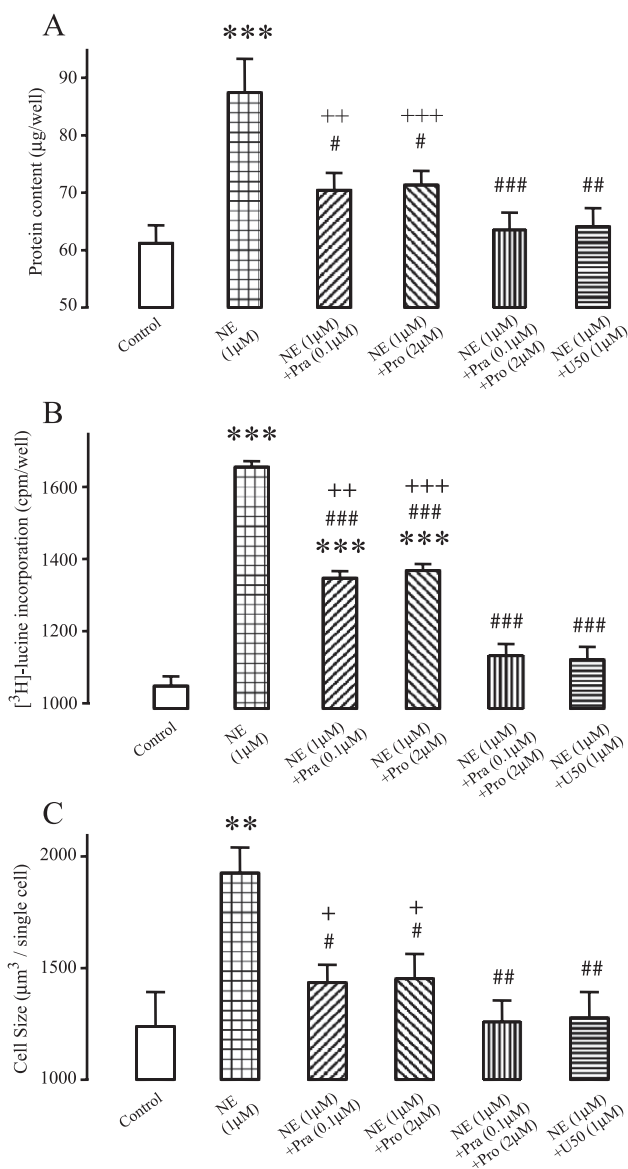 A
***
90
++
+++
80
#
#
###
##
70
60
50
Protein content (µg/well)
Control
NE
(1µM)
NE (1µM)
+Pra (0.1µM)
NE (1µM)
+Pro (2µM)
NE (1µM)
+Pra (0.1µM)
+Pro (2µM)
NE (1µM)
+U50 (1µM)
B
***
1600
++
+++
###
###
***
***
1400
###
###
1200
1000
[³H]-lucine incorporation (cpm/well)
Control
NE
(1µM)
NE (1µM)
+Pra (0.1µM)
NE (1µM)
+Pro (2µM)
NE (1µM)
+Pra (0.1µM)
+Pro (2µM)
NE (1µM)
+U50 (1µM)
C
**
2000
+
+
#
#
##
##
1500
1000
Cell Size (µm³ / single cell)
Control
NE
(1µM)
NE (1µM)
+Pra (0.1µM)
NE (1µM)
+Pro (2µM)
NE (1µM)
+Pra (0.1µM)
+Pro (2µM)
NE (1µM)
+U50 (1µM)